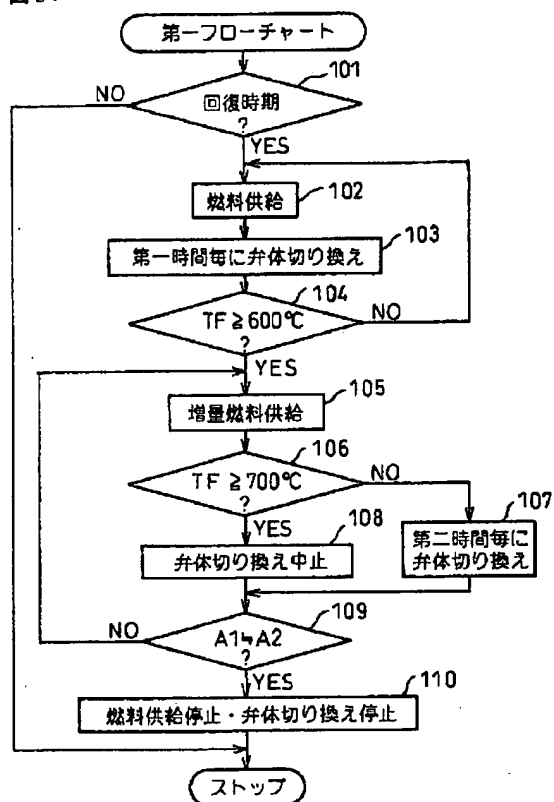 第一フローチャート
101
NO
回復時期
?
YES
102
燃料供給
103
第一時間毎に弁体切り換え
104
TF≧600℃
NO
?
YES
105
増量燃料供給
106
TF≧700℃
NO
?
YES
107
108
第二時間毎に
弁体切り換え
弁体切り換え中止
109
NO
A1≒A2
?
YES
110
燃料供給停止・弁体切り換え停止
ストップ